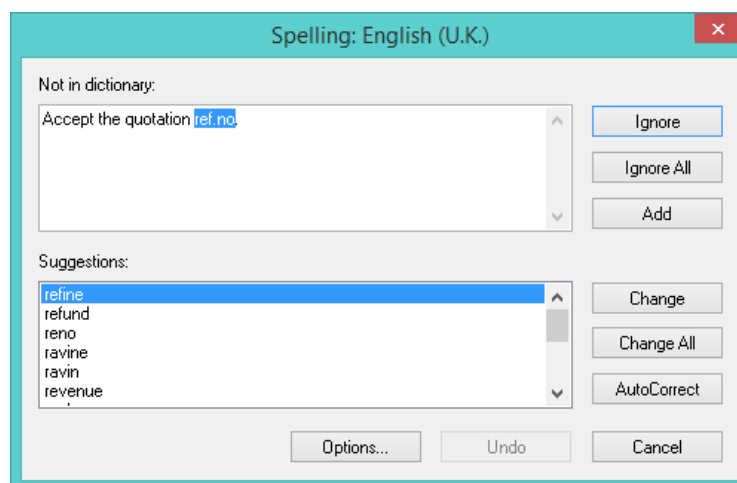 Spelling: English (U.K.)
Not in dictionary:
Accept the quotation ref.no.
Ignore
Ignore All
Add
Suggestions:
refine
refund
reno
ravine
ravin
revenue
Change
Change All
AutoCorrect
Options...
Undo
Cancel